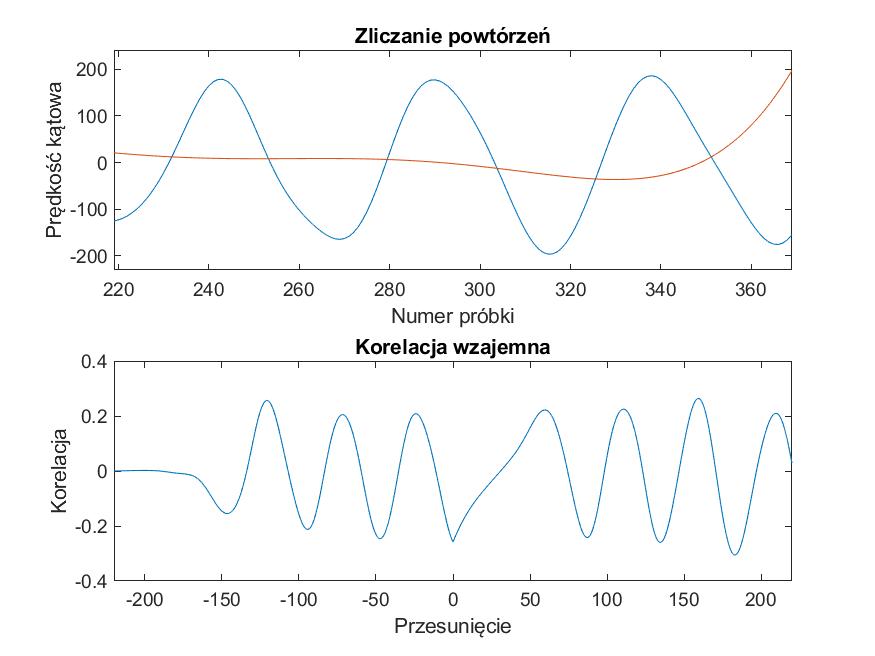 Zliczanie powtórzeń
Prędkość kątowa
200
100
0
-100
-200
220 240 260 280 300 320 340 360
Numer próbki
Korelacja wzajemna
Korelacja
0.4
0.2
0
-0.2
-0.4
-200 -150 -100 -50 0 50 100 150 200
Przesunięcie